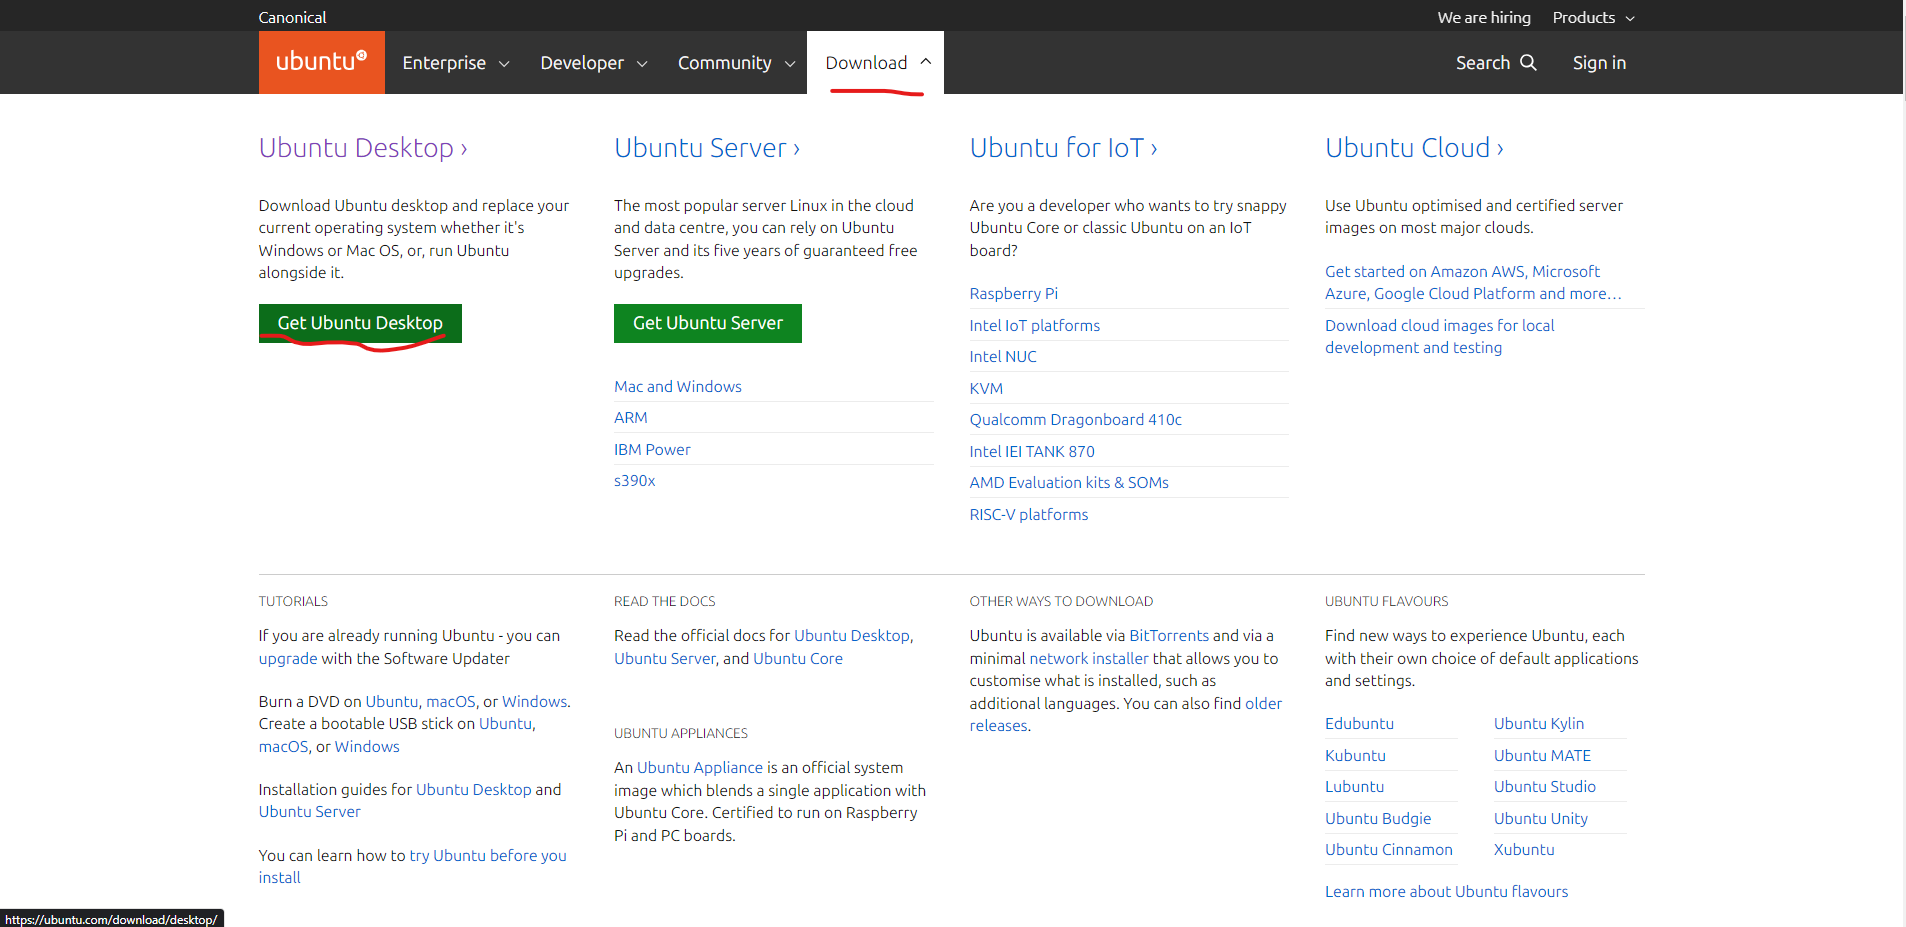 Canonical
We are hiring Products
ubuntu Enterprise Developer Community Download Search Sign in
Ubuntu Desktop ›
Download Ubuntu desktop and replace your
current operating system whether it's
Windows or Mac OS, or, run Ubuntu
alongside it.
Get Ubuntu Desktop
Ubuntu Server ›
The most popular server Linux in the cloud
and data centre, you can rely on Ubuntu
Server and its five years of guaranteed free
upgrades.
Get Ubuntu Server
Mac and Windows
ARM
IBM Power
s390x
Ubuntu for IoT ›
Are you a developer who wants to try snappy
Ubuntu Core or classic Ubuntu on an IoT
board?
Raspberry Pi
Intel IoT platforms
Intel NUC
KVM
Qualcomm Dragonboard 410c
Intel IEI TANK 870
AMD Evaluation kits & SOMs
RISC-V platforms
Ubuntu Cloud ›
Use Ubuntu optimised and certified server
images on most major clouds.
Get started on Amazon AWS, Microsoft
Azure, Google Cloud Platform and more…
Download cloud images for local
development and testing
TUTORIALS
If you are already running Ubuntu - you can
upgrade with the Software Updater
Burn a DVD on Ubuntu, macOS, or Windows.
Create a bootable USB stick on Ubuntu,
macOS, or Windows
Installation guides for Ubuntu Desktop and
Ubuntu Server
You can learn how to try Ubuntu before you
install
READ THE DOCS
Read the official docs for Ubuntu Desktop,
Ubuntu Server, and Ubuntu Core
UBUNTU APPLIANCES
An Ubuntu Appliance is an official system
image which blends a single application with
Ubuntu Core. Certified to run on Raspberry
Pi and PC boards.
OTHER WAYS TO DOWNLOAD
Ubuntu is available via BitTorrents and via a
minimal network installer that allows you to
customise what is installed, such as
additional languages. You can also find older
releases.
UBUNTU FLAVOURS
Find new ways to experience Ubuntu, each
with their own choice of default applications
and settings.
Edubuntu
Kubuntu
Lubuntu
Ubuntu Budgie
Ubuntu Cinnamon
Ubuntu Kylin
Ubuntu MATE
Ubuntu Studio
Ubuntu Unity
Xubuntu
Learn more about Ubuntu flavours
https://ubuntu.com/download/desktop/